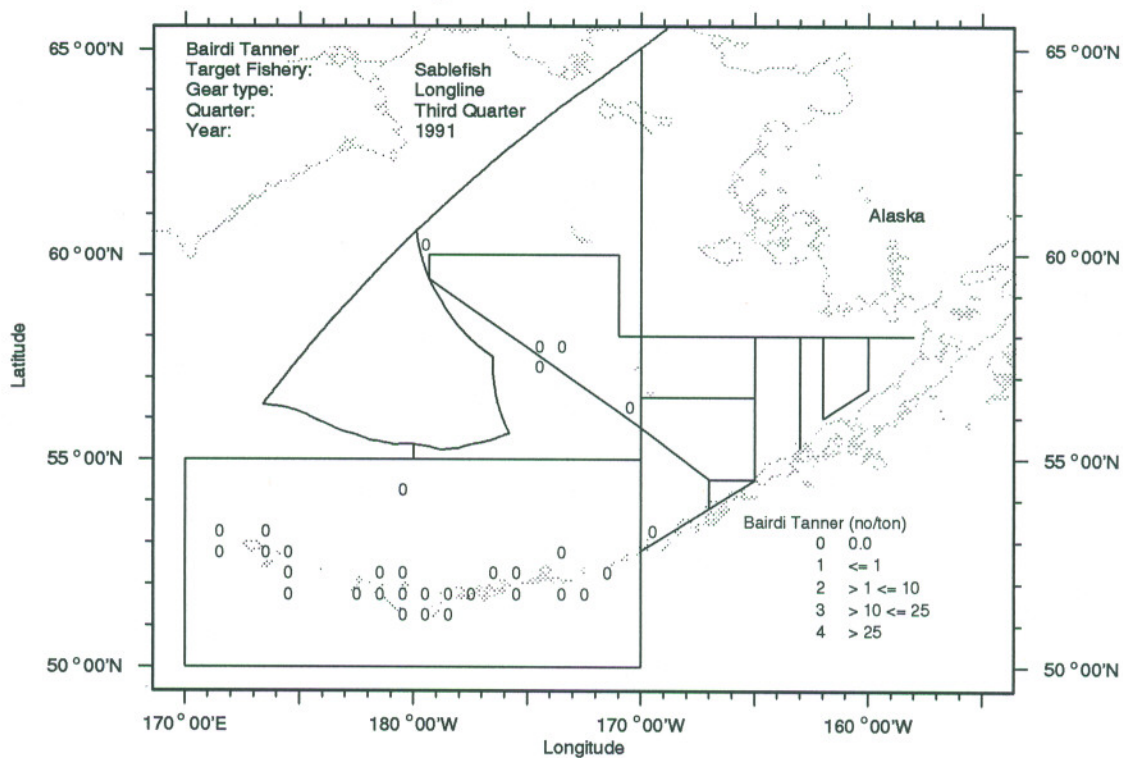 Bairdi Tanner
Target Fishery: Sablefish
Gear type: Longline
Quarter: Third Quarter
Year: 1991
65 °00'N 65 °00'N
Alaska
60 °00'N 0 60 °00'N
0 0
0
Latitude
0
55 °00'N 55 °00'N
0
Bairdi Tanner (no/ton)
0 0.0
1 <= 1
2 > 1 <= 10
3 > 10 <= 25
4 > 25
0
0 0
0 0 0 0
0 0 0 0 0 0
0 0 0 0 0 0 0 0 0 0
0 0 0
50 °00'N 50 °00'N
170 °00'E 180 °00'W 170 °00'W 160 °00'W
Longitude